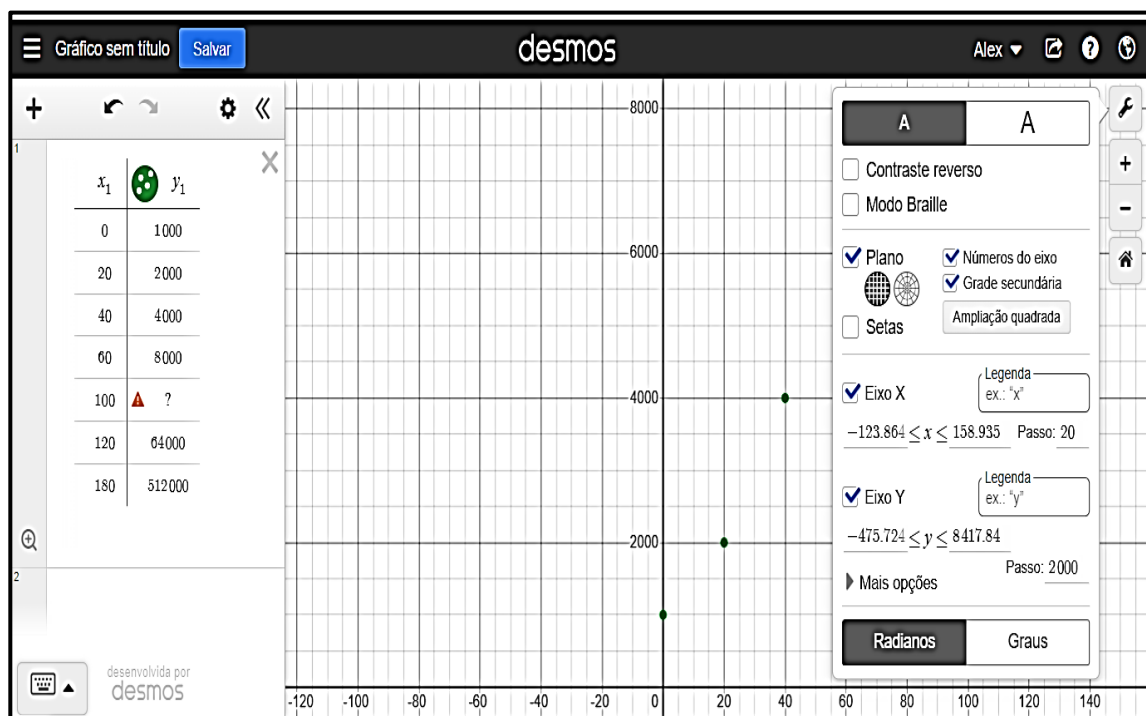 Gráfico sem título Salvar desmos Alex ?
1
x₁ y₁
0 1000
20 2000
40 4000
60 8000
100 ?
120 64000
180 512000
2
desenvolvida por
desmos
8000
6000
4000
2000
-120 -100 -80 -60 -40 -20 0 20 40 60 80 100 120 140
A A
Contraste reverso
Modo Braille
Plano
Números do eixo
Grade secundária
Setas
Ampliação quadrada
Eixo X
Legenda
ex.: "x"
−123.864 ≤ x ≤ 158.935 Passo: 20
Eixo Y
Legenda
ex.: "y"
−475.724 ≤ y ≤ 8417.84
Passo: 2000
Mais opções
Radianos Graus